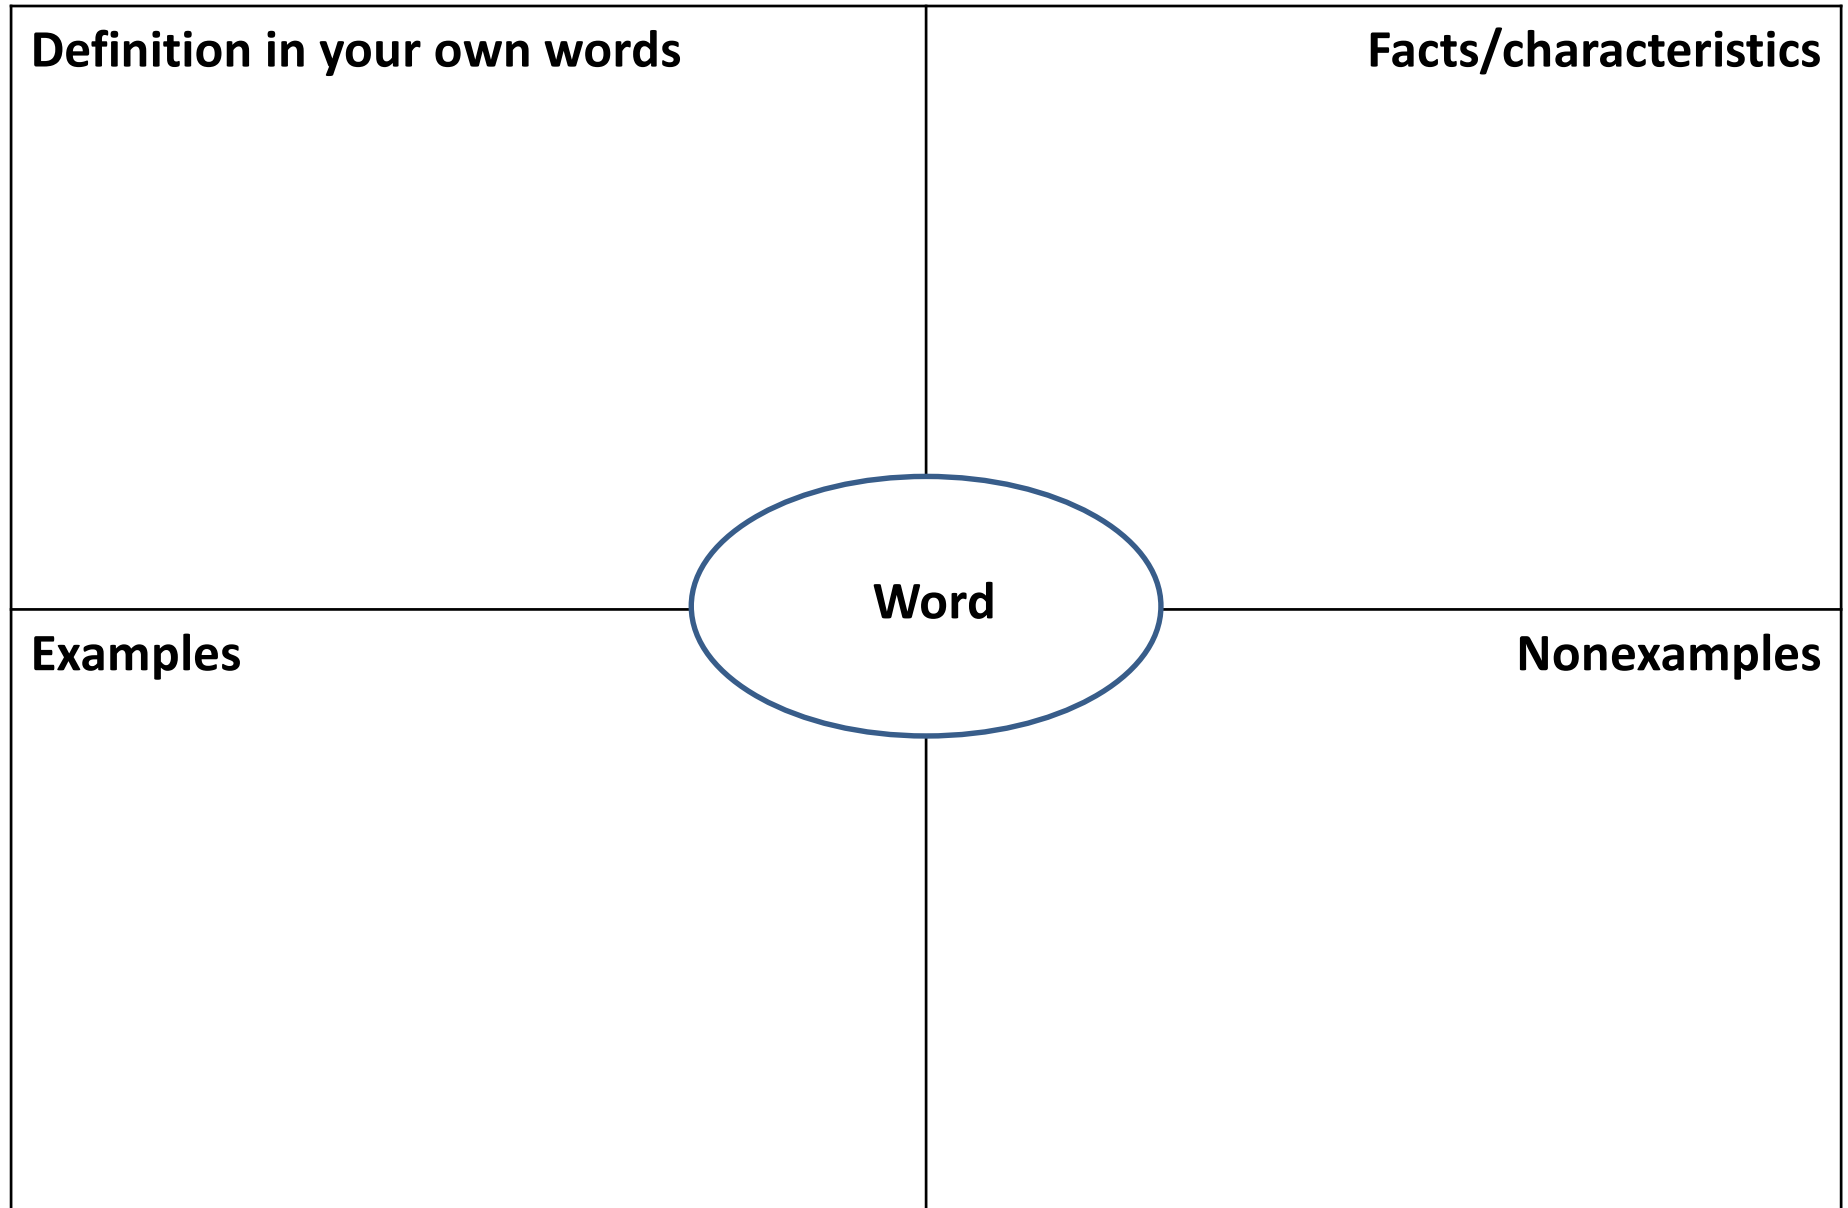 Definition in your own words
Facts/characteristics
Word
Examples
Nonexamples